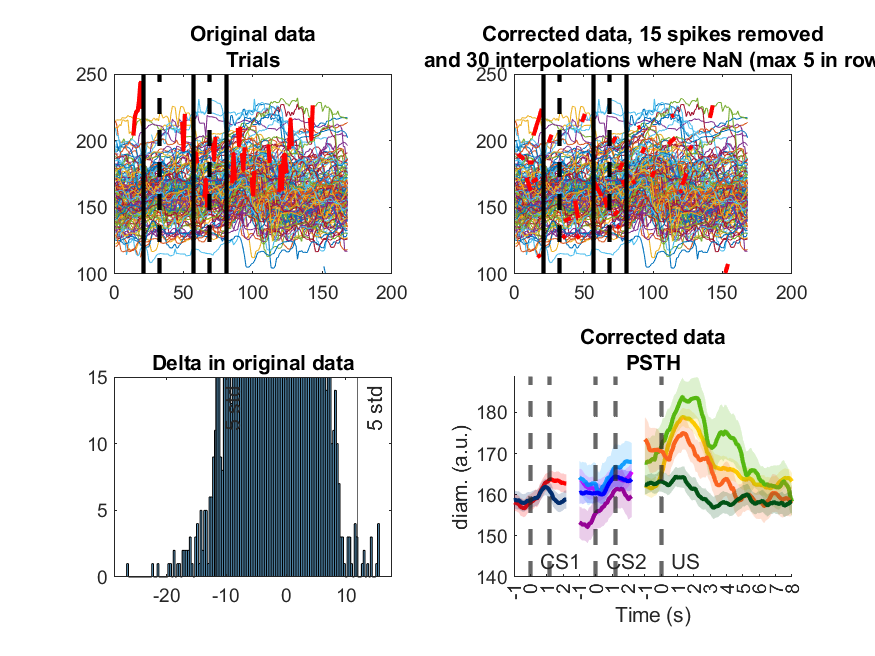 Original data
Trials
250
200
150
100
0 50 100 150 200
Corrected data, 15 spikes removed
and 30 interpolations where NaN (max 5 in row
250
200
150
100
0 50 100 150 200
Delta in original data
15
10
5
0
5 std
5 std
-20 -10 0 10
Corrected data
PSTH
diam. (a.u.)
180
170
160
150
140
CS1 CS2 US
-1 0 1 2 -1 0 1 2 -1 0 1 2 3 4 5 6 7 8
Time (s)